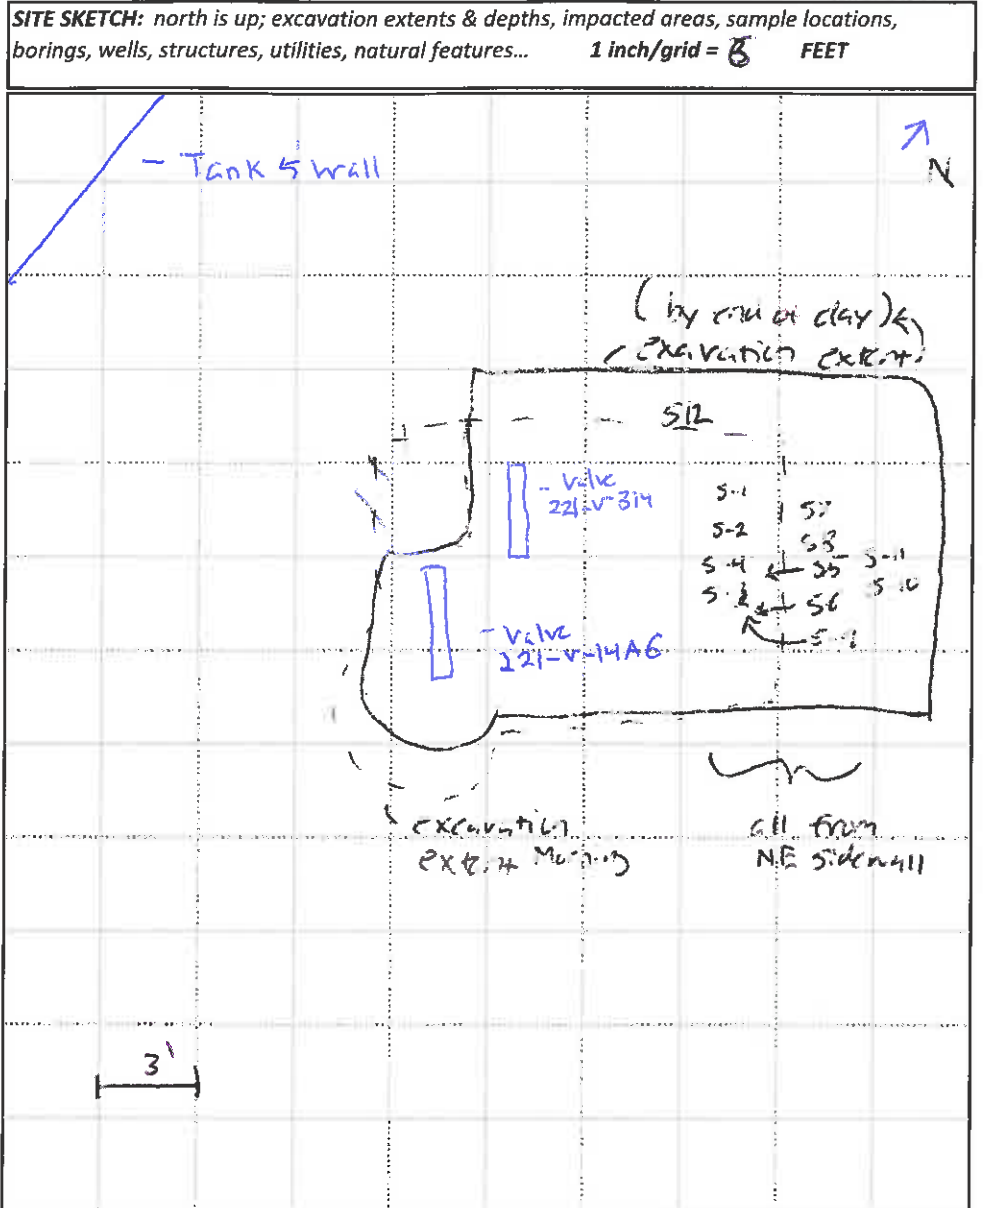 SITE SKETCH: north is up; excavation extents & depths, impacted areas, sample locations,
borings, wells, structures, utilities, natural features... 1 inch/grid = FEET
N
- Tank 5 wall
(by end of day)
excavation extent
S12
- Valve
221-V-314
S-1
S7
S-2
S8
S-4
S5
S-11
S-10
S6
- Valve
221-V-14A6
excavation
extent Morning
all from
NE sidewall
3'